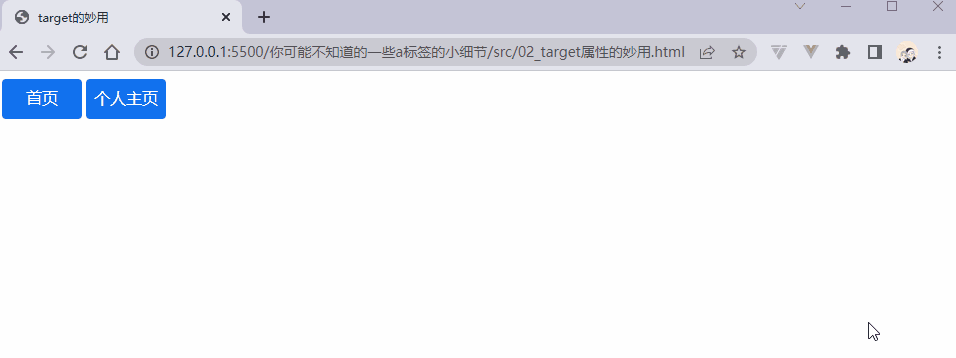 target的妙用
127.0.0.1:5500/你可能不知道的一些a标签的小细节/src/02_target属性的妙用.html
首页 个人主页